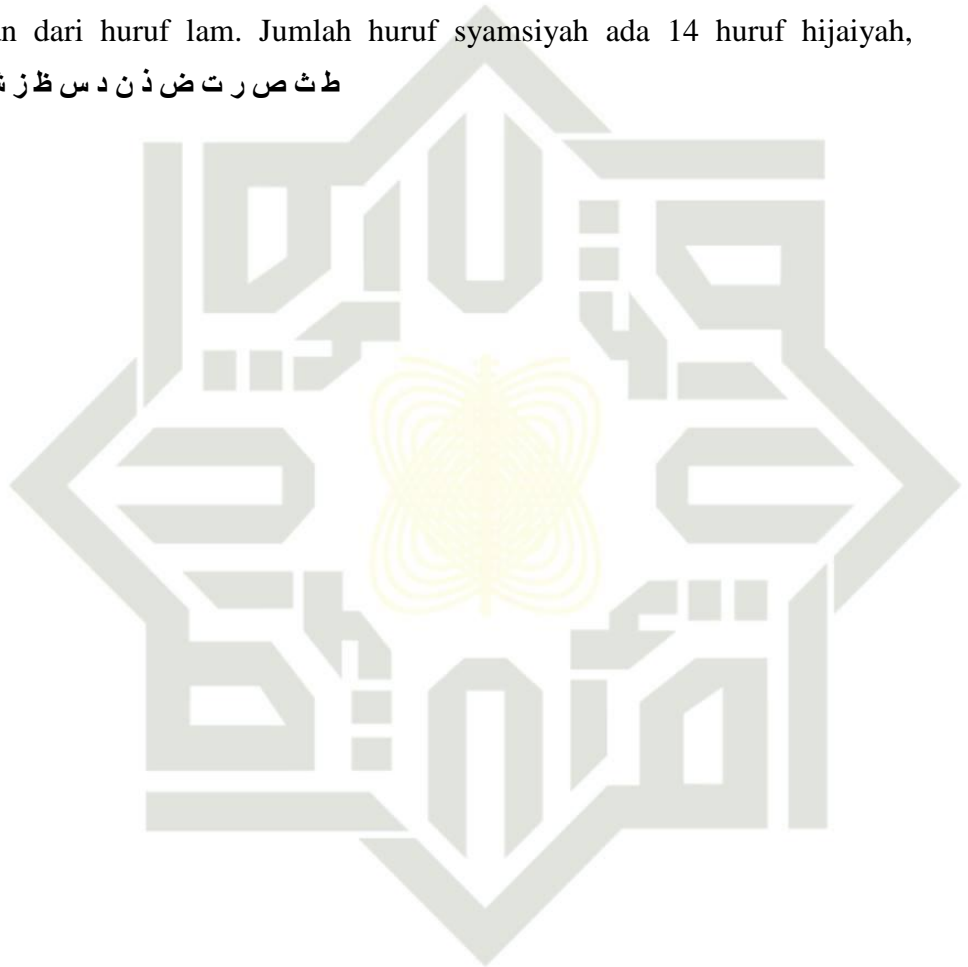 dari huruf lam. Jumlah huruf syamsiyah ada 14 huruf hijaiyah,
ط ث ص ر ت ض ذ ن د س ظ ز